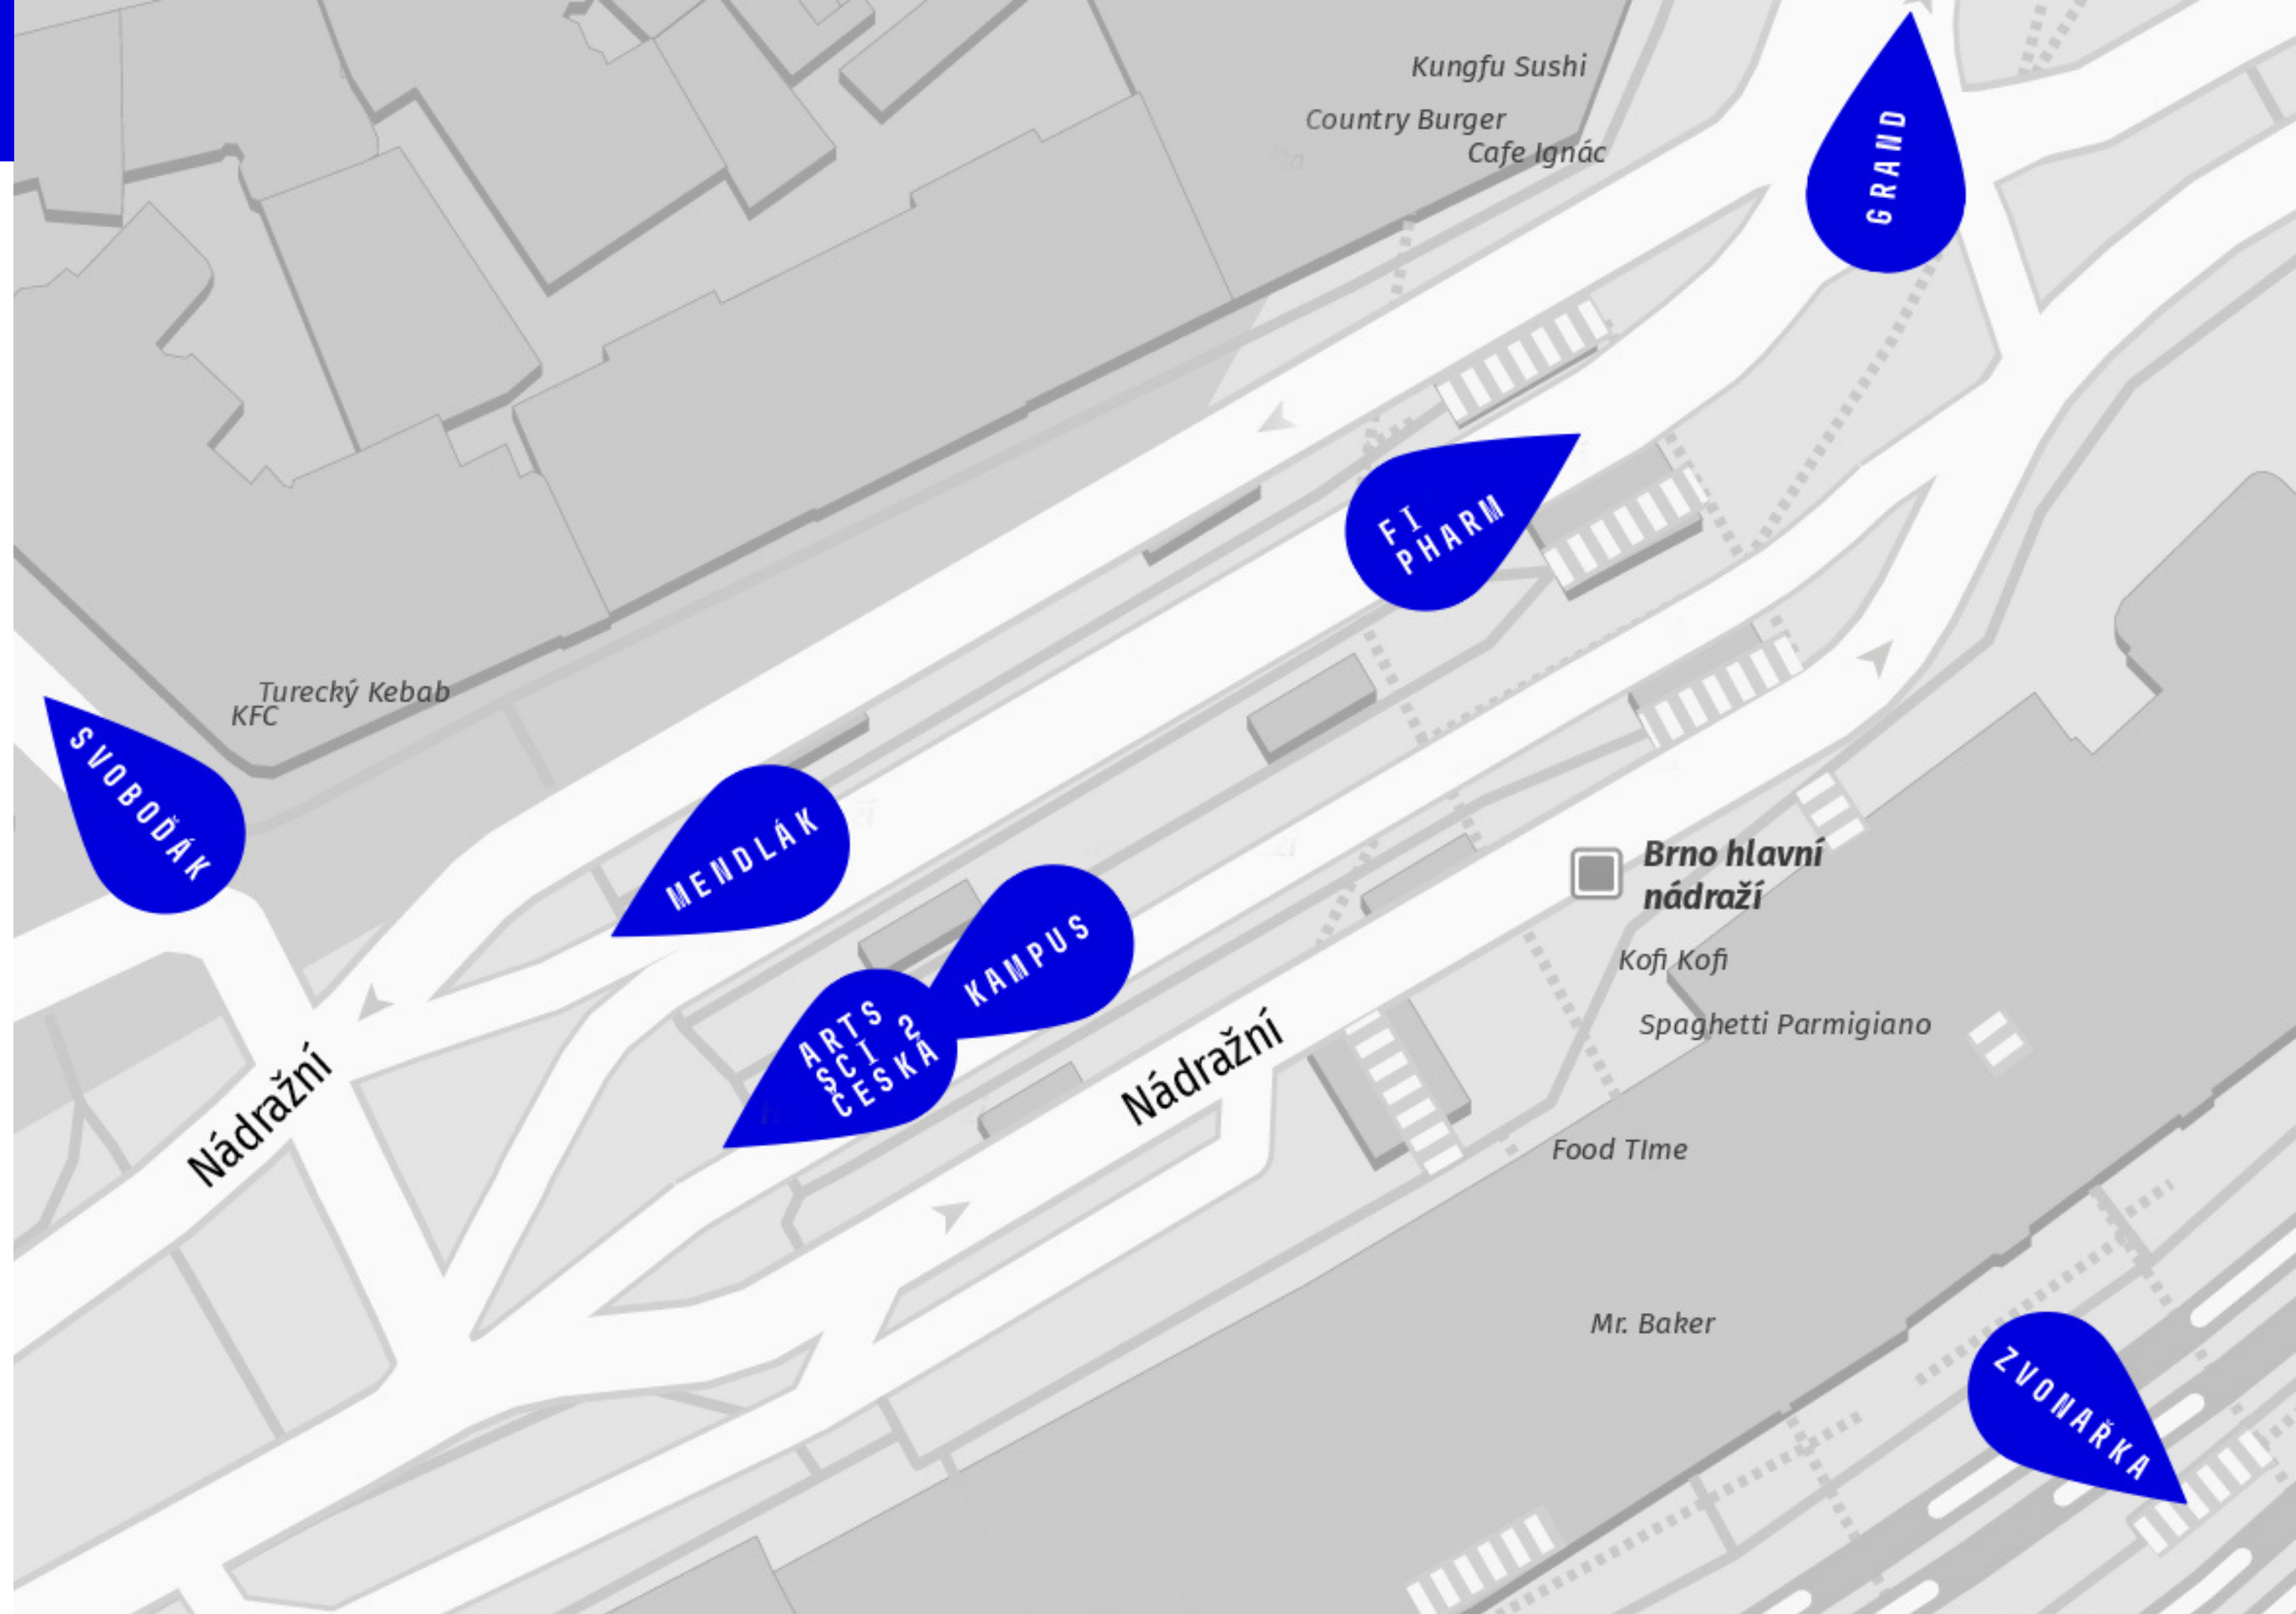 Kungfu Sushi
Country Burger
Cafe Ignác
GRAND
FI
PHARM
Turecký Kebab
KFC
SVOBOĎÁK
MENDLÁK
KAMPUS
ARTS
SCI 2
ČESKÁ
Brno hlavní
nádraží
Kofi Kofi
Spaghetti Parmigiano
Nádražní
Nádražní
Food TIme
Mr. Baker
ZVONAŘKA